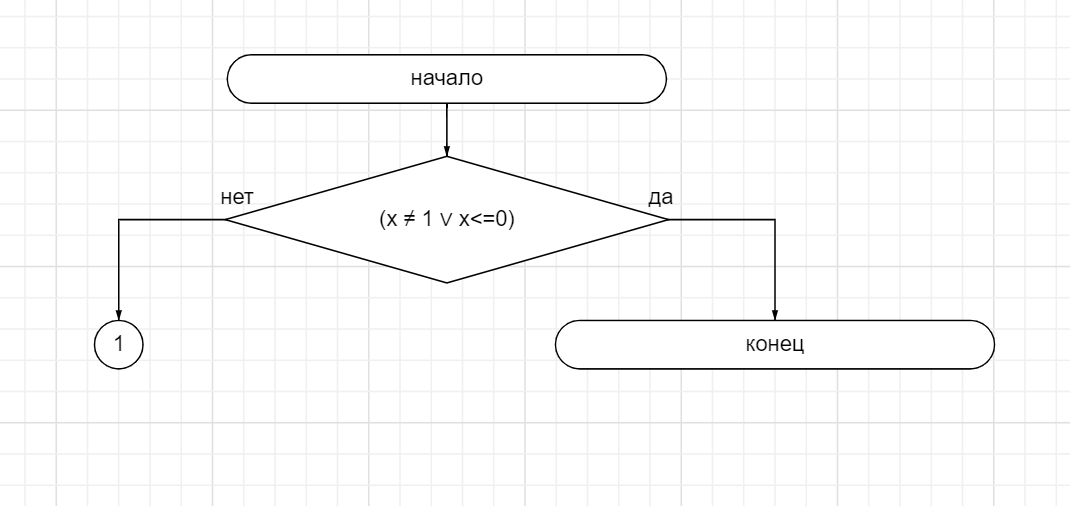 начало
нет
да
(x ≠ 1 ∨ x<=0)
1
конец